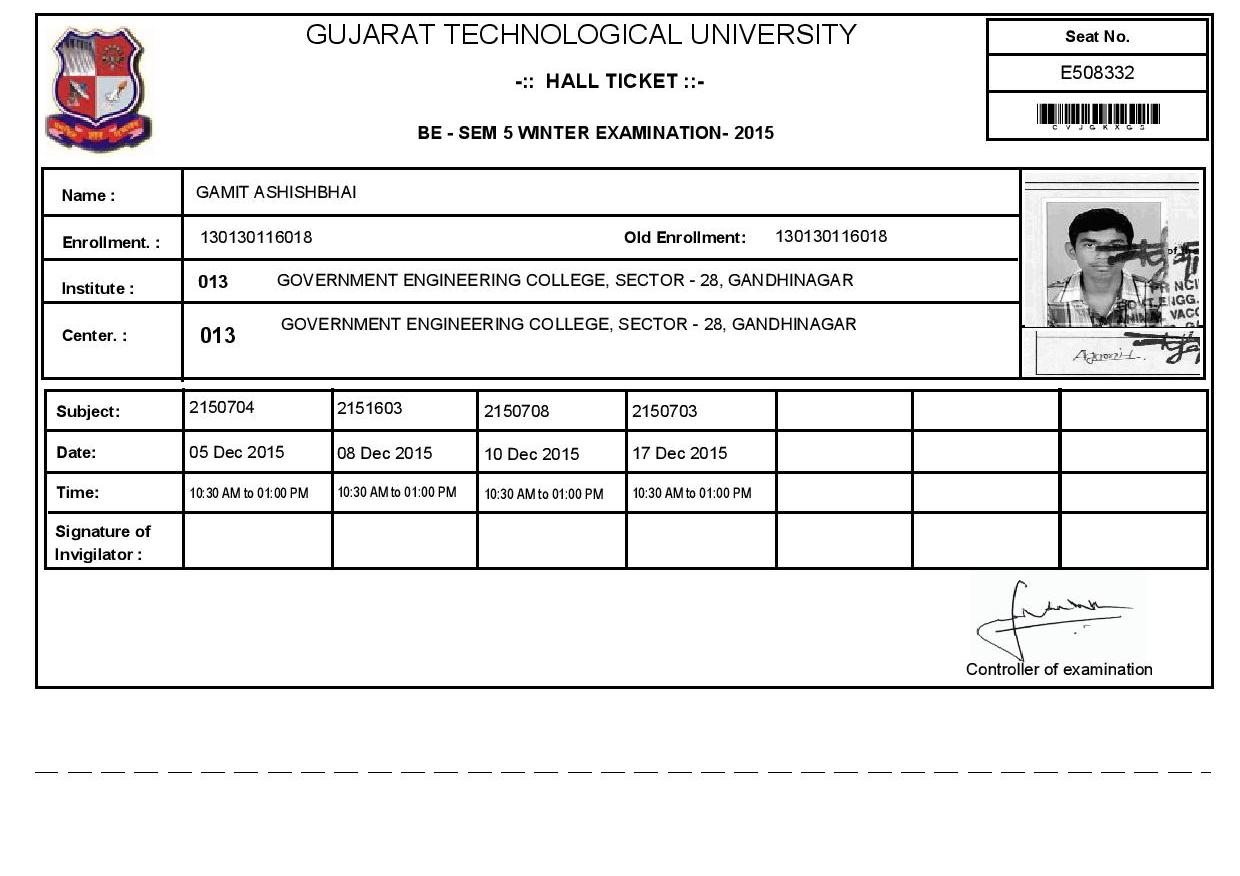 GUJARAT TECHNOLOGICAL UNIVERSITY
-:: HALL TICKET ::-
BE - SEM 5 WINTER EXAMINATION- 2015
Seat No.
E508332
C V J G K X G S
Name : GAMIT ASHISHBHAI
Enrollment. : 130130116018 Old Enrollment: 130130116018
Institute : 013 GOVERNMENT ENGINEERING COLLEGE, SECTOR - 28, GANDHINAGAR
Center. : 013 GOVERNMENT ENGINEERING COLLEGE, SECTOR - 28, GANDHINAGAR
Subject: 2150704 2151603 2150708 2150703
Date: 05 Dec 2015 08 Dec 2015 10 Dec 2015 17 Dec 2015
Time: 10:30 AM to 01:00 PM 10:30 AM to 01:00 PM 10:30 AM to 01:00 PM 10:30 AM to 01:00 PM
Signature of
Invigilator :
Controller of examination